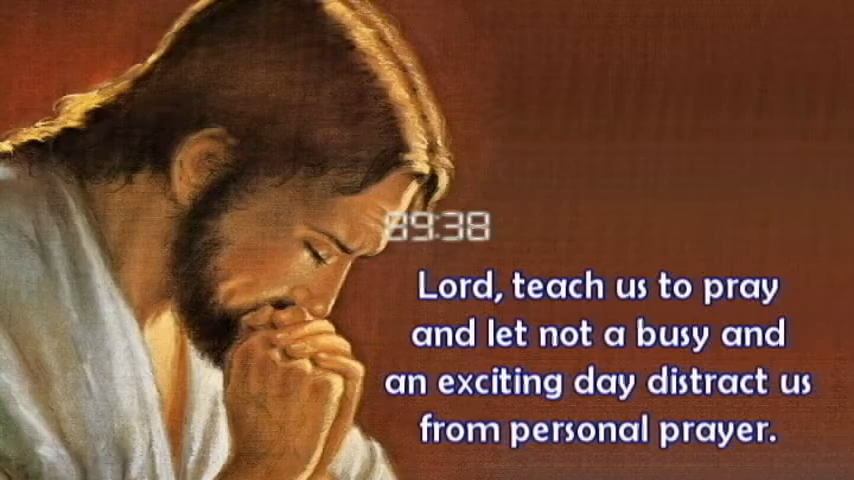 89:38
Lord, teach us to pray
and let not a busy and
an exciting day distract us
from personal prayer.